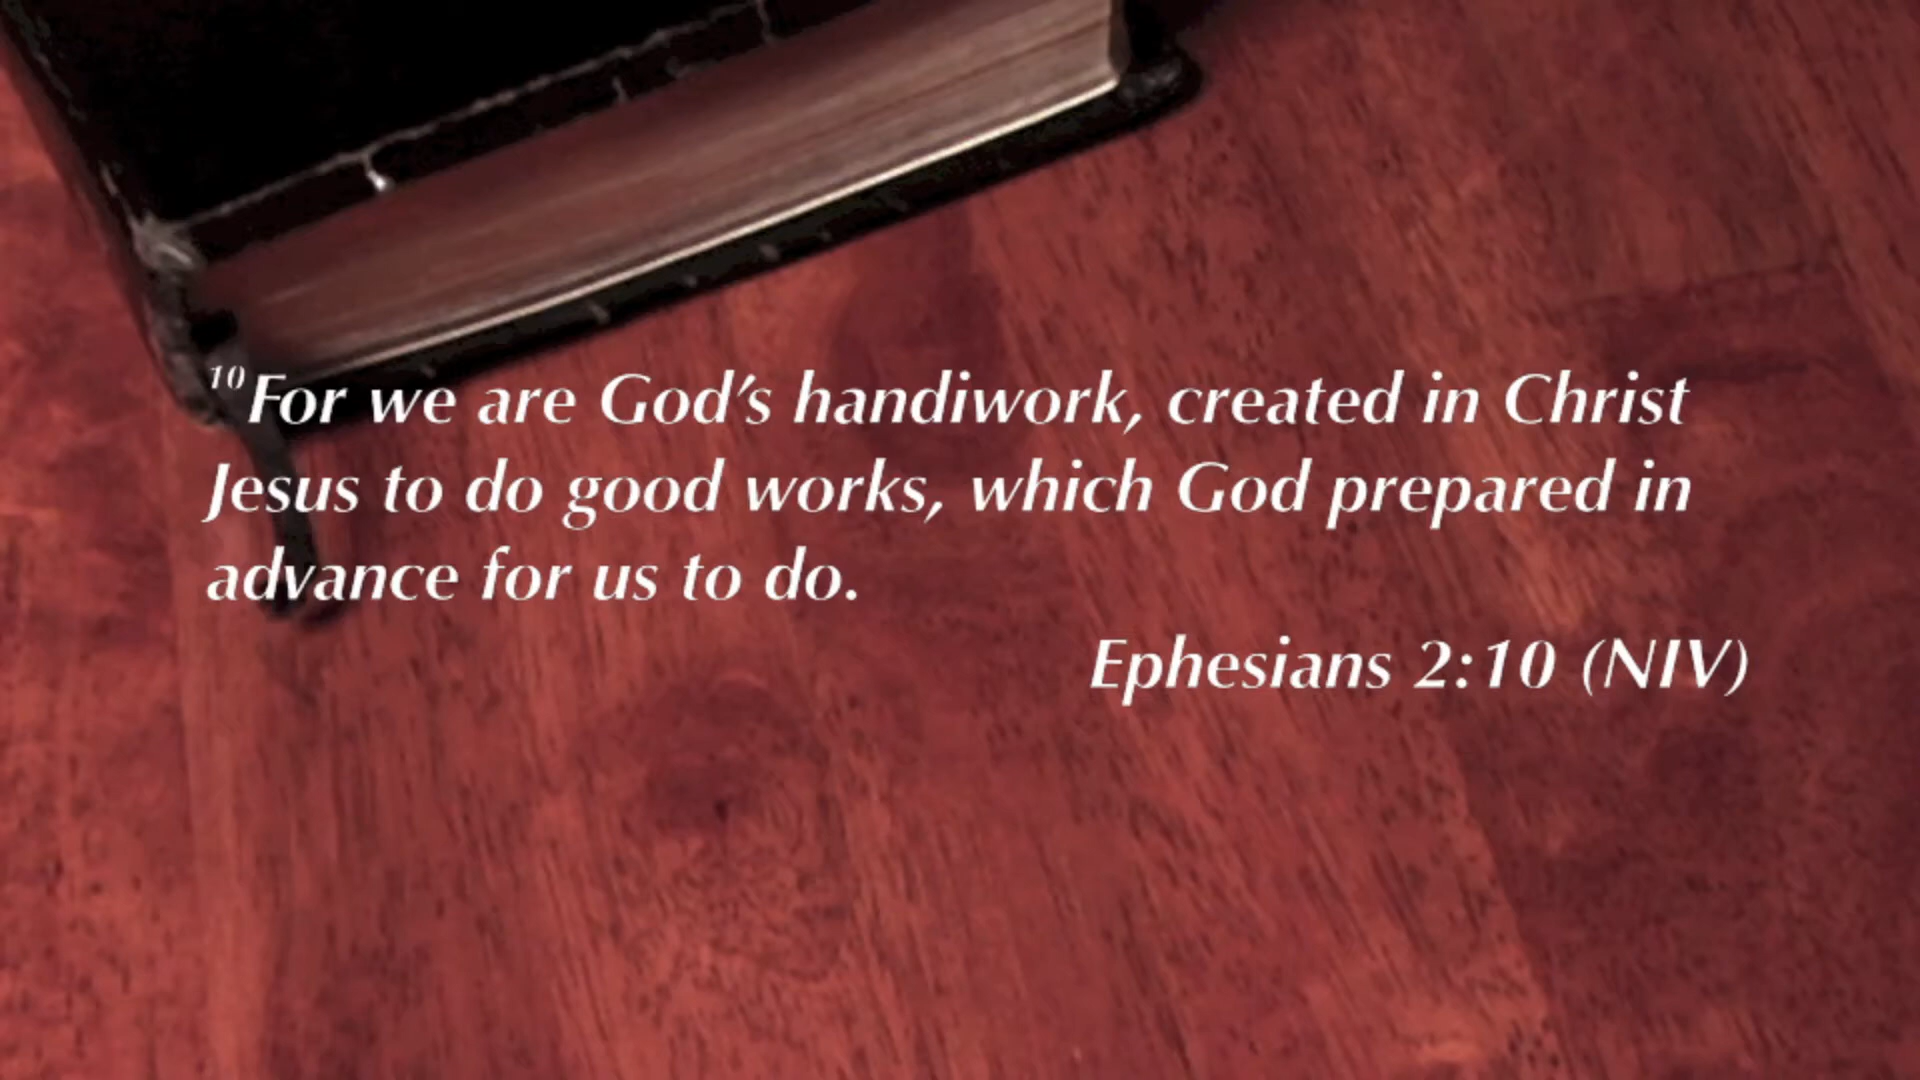 ¹⁰For we are God’s handiwork, created in Christ
Jesus to do good works, which God prepared in
advance for us to do.
Ephesians 2:10 (NIV)